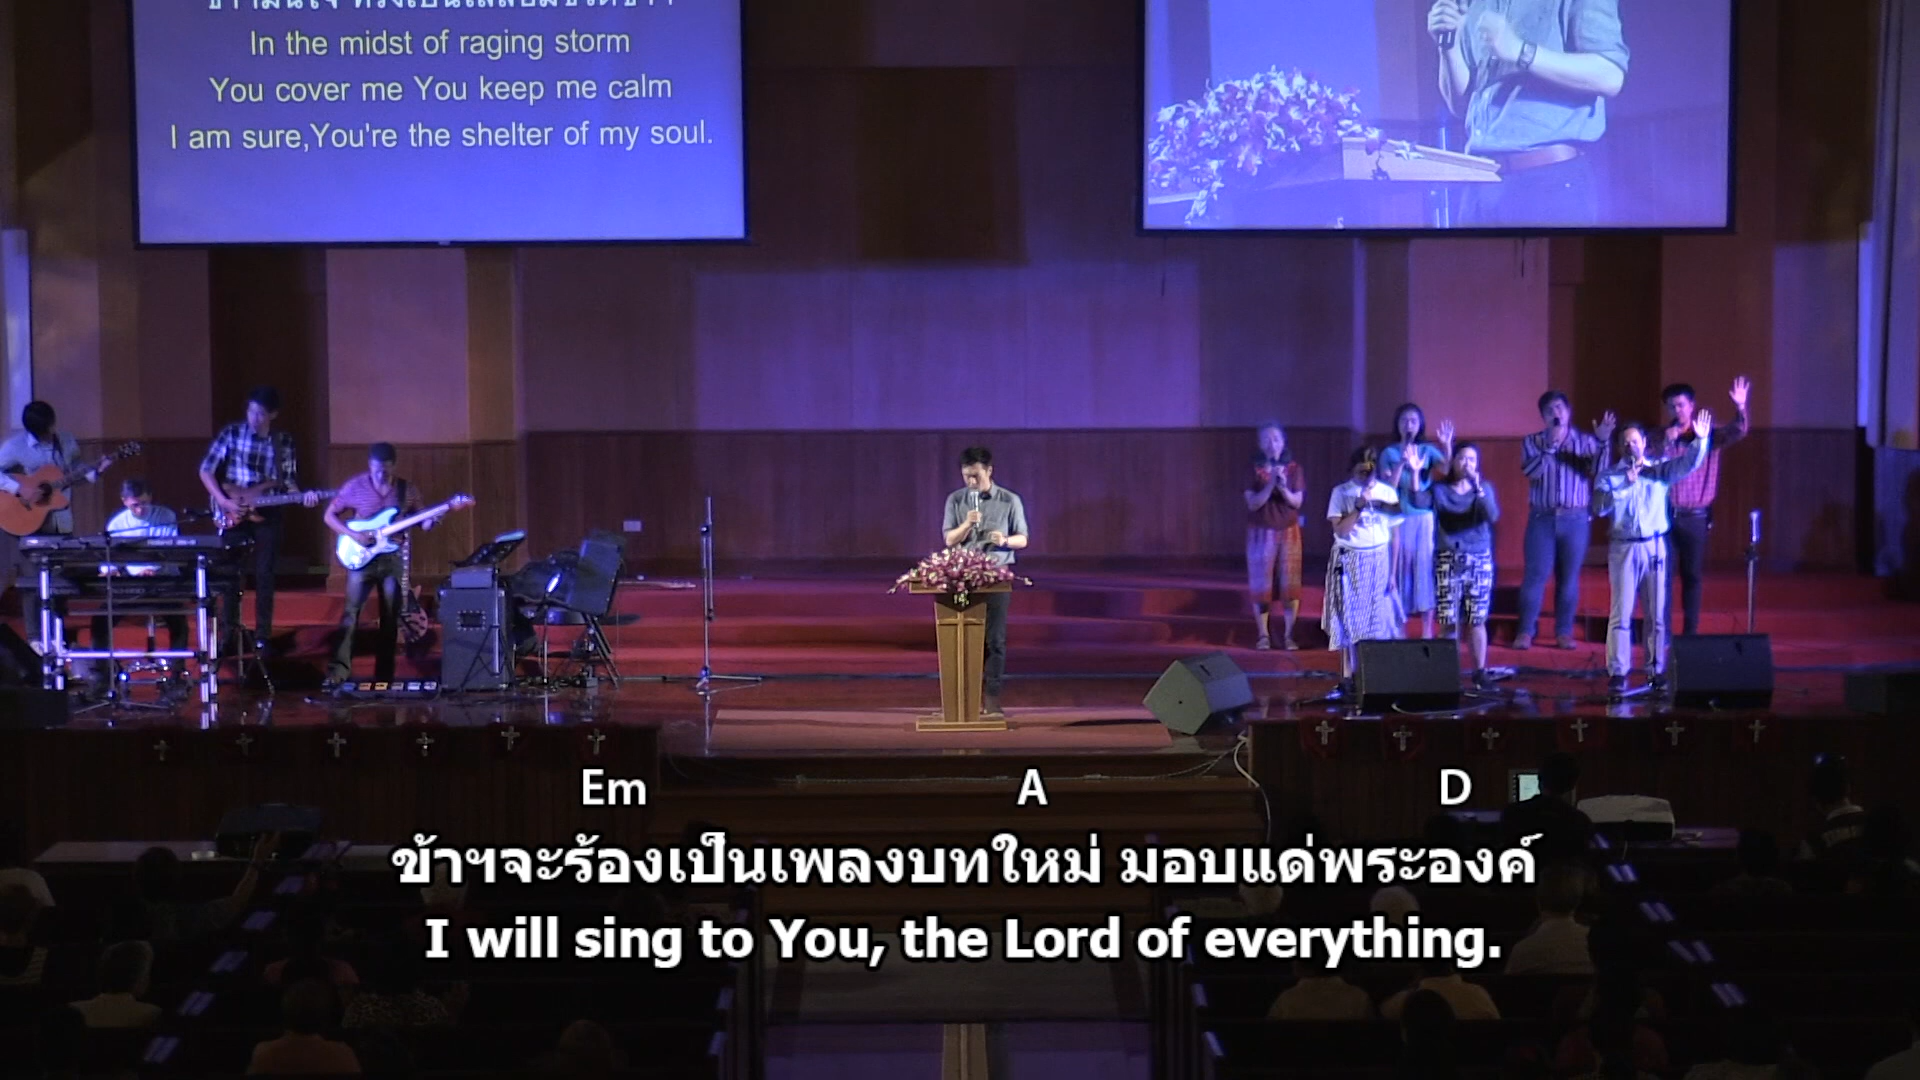 In the midst of raging storm
You cover me You keep me calm
I am sure,You're the shelter of my soul.
Em A D
ข้าฯจะร้องเป็นเพลงบทใหม่ มอบแด่พระองค์
I will sing to You, the Lord of everything.